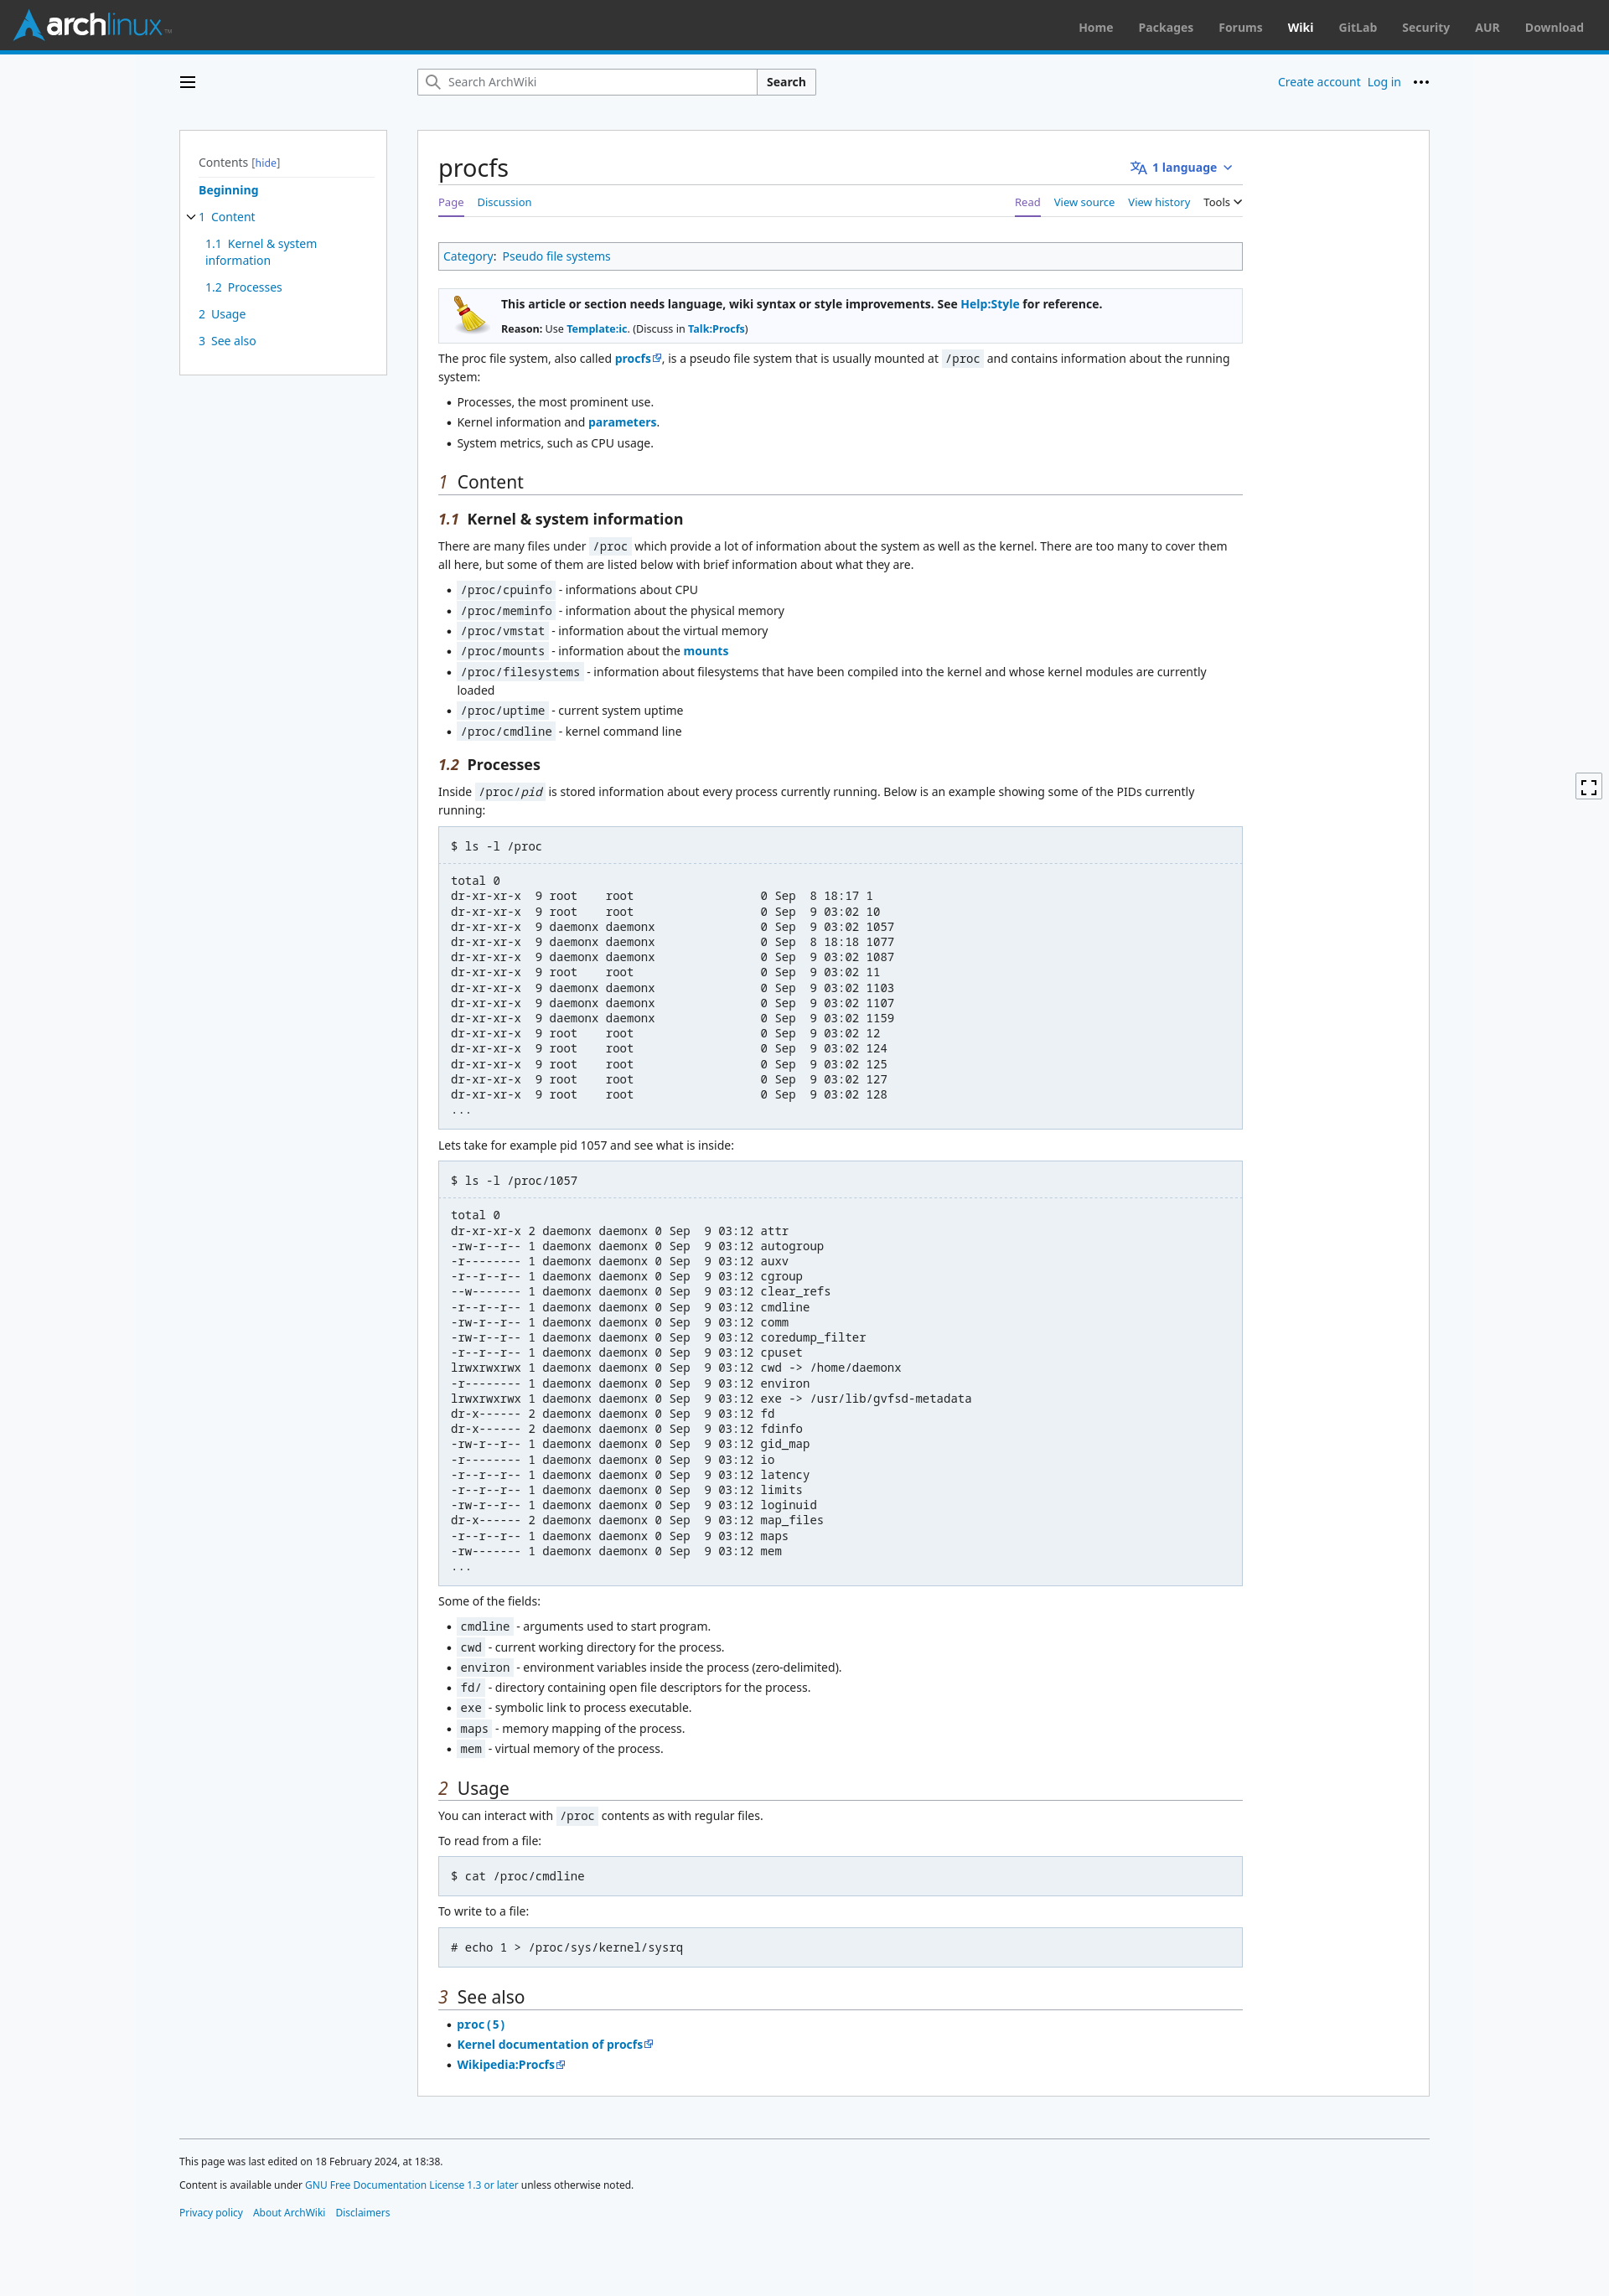 archlinux™
Home Packages Forums Wiki GitLab Security AUR Download
Search ArchWiki Search
Create account Log in
Contents [hide]
Beginning
1 Content
1.1 Kernel & system
information
1.2 Processes
2 Usage
3 See also
procfs
1 language
Page Discussion Read View source View history Tools
Category: Pseudo file systems
This article or section needs language, wiki syntax or style improvements. See Help:Style for reference.
Reason: Use Template:ic. (Discuss in Talk:Procfs)
The proc file system, also called procfs, is a pseudo file system that is usually mounted at /proc and contains information about the running
system:
• Processes, the most prominent use.
• Kernel information and parameters.
• System metrics, such as CPU usage.
1 Content
1.1 Kernel & system information
There are many files under /proc which provide a lot of information about the system as well as the kernel. There are too many to cover them
all here, but some of them are listed below with brief information about what they are.
• /proc/cpuinfo - informations about CPU
• /proc/meminfo - information about the physical memory
• /proc/vmstat - information about the virtual memory
• /proc/mounts - information about the mounts
• /proc/filesystems - information about filesystems that have been compiled into the kernel and whose kernel modules are currently
loaded
• /proc/uptime - current system uptime
• /proc/cmdline - kernel command line
1.2 Processes
Inside /proc/pid is stored information about every process currently running. Below is an example showing some of the PIDs currently
running:
$ ls -l /proc
total 0
dr-xr-xr-x  9 root    root                  0 Sep  8 18:17 1
dr-xr-xr-x  9 root    root                  0 Sep  9 03:02 10
dr-xr-xr-x  9 daemonx daemonx               0 Sep  9 03:02 1057
dr-xr-xr-x  9 daemonx daemonx               0 Sep  8 18:18 1077
dr-xr-xr-x  9 daemonx daemonx               0 Sep  9 03:02 1087
dr-xr-xr-x  9 root    root                  0 Sep  9 03:02 11
dr-xr-xr-x  9 daemonx daemonx               0 Sep  9 03:02 1103
dr-xr-xr-x  9 daemonx daemonx               0 Sep  9 03:02 1107
dr-xr-xr-x  9 daemonx daemonx               0 Sep  9 03:02 1159
dr-xr-xr-x  9 root    root                  0 Sep  9 03:02 12
dr-xr-xr-x  9 root    root                  0 Sep  9 03:02 124
dr-xr-xr-x  9 root    root                  0 Sep  9 03:02 125
dr-xr-xr-x  9 root    root                  0 Sep  9 03:02 127
dr-xr-xr-x  9 root    root                  0 Sep  9 03:02 128
...
Lets take for example pid 1057 and see what is inside:
$ ls -l /proc/1057
total 0
dr-xr-xr-x 2 daemonx daemonx 0 Sep  9 03:12 attr
-rw-r--r-- 1 daemonx daemonx 0 Sep  9 03:12 autogroup
-r-------- 1 daemonx daemonx 0 Sep  9 03:12 auxv
-r--r--r-- 1 daemonx daemonx 0 Sep  9 03:12 cgroup
--w------- 1 daemonx daemonx 0 Sep  9 03:12 clear_refs
-r--r--r-- 1 daemonx daemonx 0 Sep  9 03:12 cmdline
-rw-r--r-- 1 daemonx daemonx 0 Sep  9 03:12 comm
-rw-r--r-- 1 daemonx daemonx 0 Sep  9 03:12 coredump_filter
-r--r--r-- 1 daemonx daemonx 0 Sep  9 03:12 cpuset
lrwxrwxrwx 1 daemonx daemonx 0 Sep  9 03:12 cwd -> /home/daemonx
-r-------- 1 daemonx daemonx 0 Sep  9 03:12 environ
lrwxrwxrwx 1 daemonx daemonx 0 Sep  9 03:12 exe -> /usr/lib/gvfsd-metadata
dr-x------ 2 daemonx daemonx 0 Sep  9 03:12 fd
dr-x------ 2 daemonx daemonx 0 Sep  9 03:12 fdinfo
-rw-r--r-- 1 daemonx daemonx 0 Sep  9 03:12 gid_map
-r-------- 1 daemonx daemonx 0 Sep  9 03:12 io
-r--r--r-- 1 daemonx daemonx 0 Sep  9 03:12 latency
-r--r--r-- 1 daemonx daemonx 0 Sep  9 03:12 limits
-rw-r--r-- 1 daemonx daemonx 0 Sep  9 03:12 loginuid
dr-x------ 2 daemonx daemonx 0 Sep  9 03:12 map_files
-r--r--r-- 1 daemonx daemonx 0 Sep  9 03:12 maps
-rw------- 1 daemonx daemonx 0 Sep  9 03:12 mem
...
Some of the fields:
• cmdline - arguments used to start program.
• cwd - current working directory for the process.
• environ - environment variables inside the process (zero-delimited).
• fd/ - directory containing open file descriptors for the process.
• exe - symbolic link to process executable.
• maps - memory mapping of the process.
• mem - virtual memory of the process.
2 Usage
You can interact with /proc contents as with regular files.
To read from a file:
$ cat /proc/cmdline
To write to a file:
# echo 1 > /proc/sys/kernel/sysrq
3 See also
• proc(5)
• Kernel documentation of procfs
• Wikipedia:Procfs
This page was last edited on 18 February 2024, at 18:38.
Content is available under GNU Free Documentation License 1.3 or later unless otherwise noted.
Privacy policy About ArchWiki Disclaimers